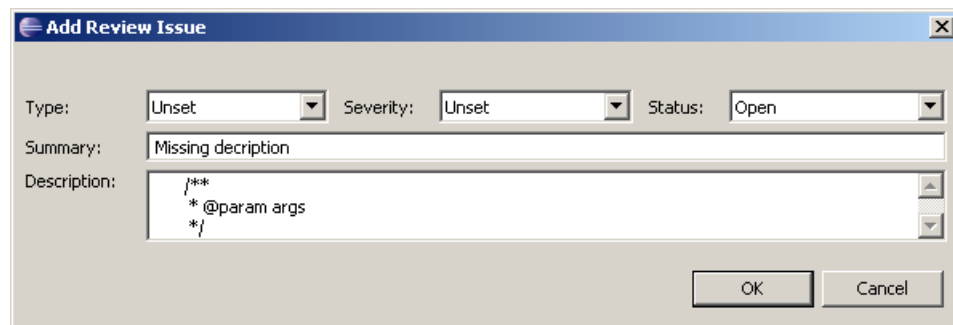 Add Review Issue
Type: Unset Severity: Unset Status: Open
Summary: Missing decription
Description: /**
* @param args
*/
OK Cancel